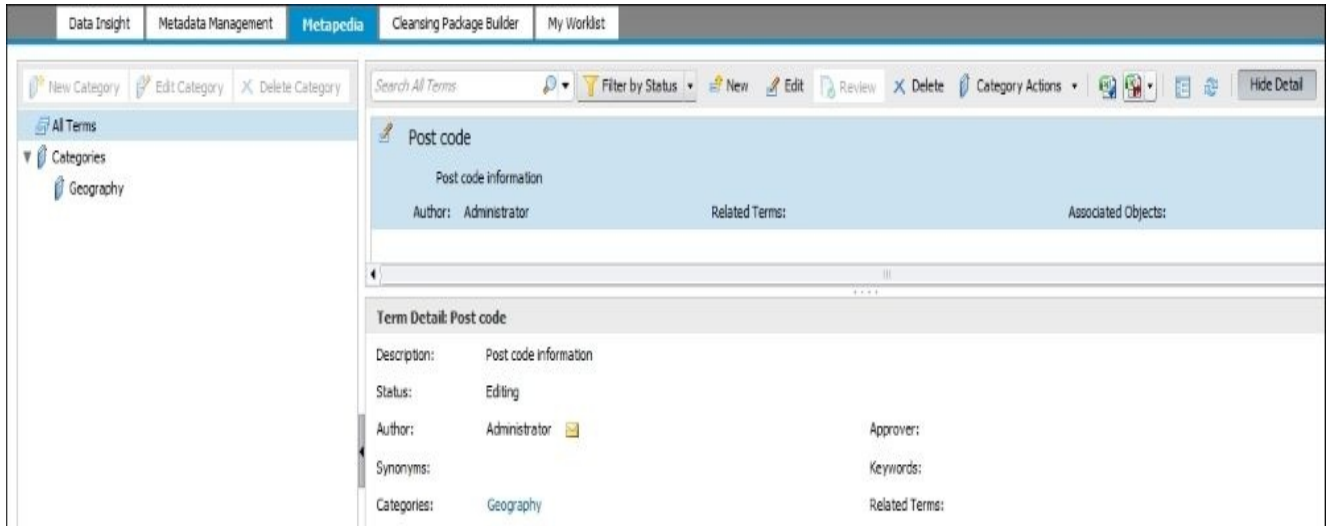 Data Insight Metadata Management Metapedia Cleansing Package Builder My Worklist
New Category Edit Category Delete Category Search All Terms Filter by Status New Edit Review Delete Category Actions Hide Detail
All Terms
Categories
Geography
Post code
Post code information
Author: Administrator Related Terms: Associated Objects:
Term Detail: Post code
Description: Post code information
Status: Editing
Author: Administrator Approver:
Synonyms: Keywords:
Categories: Geography Related Terms: